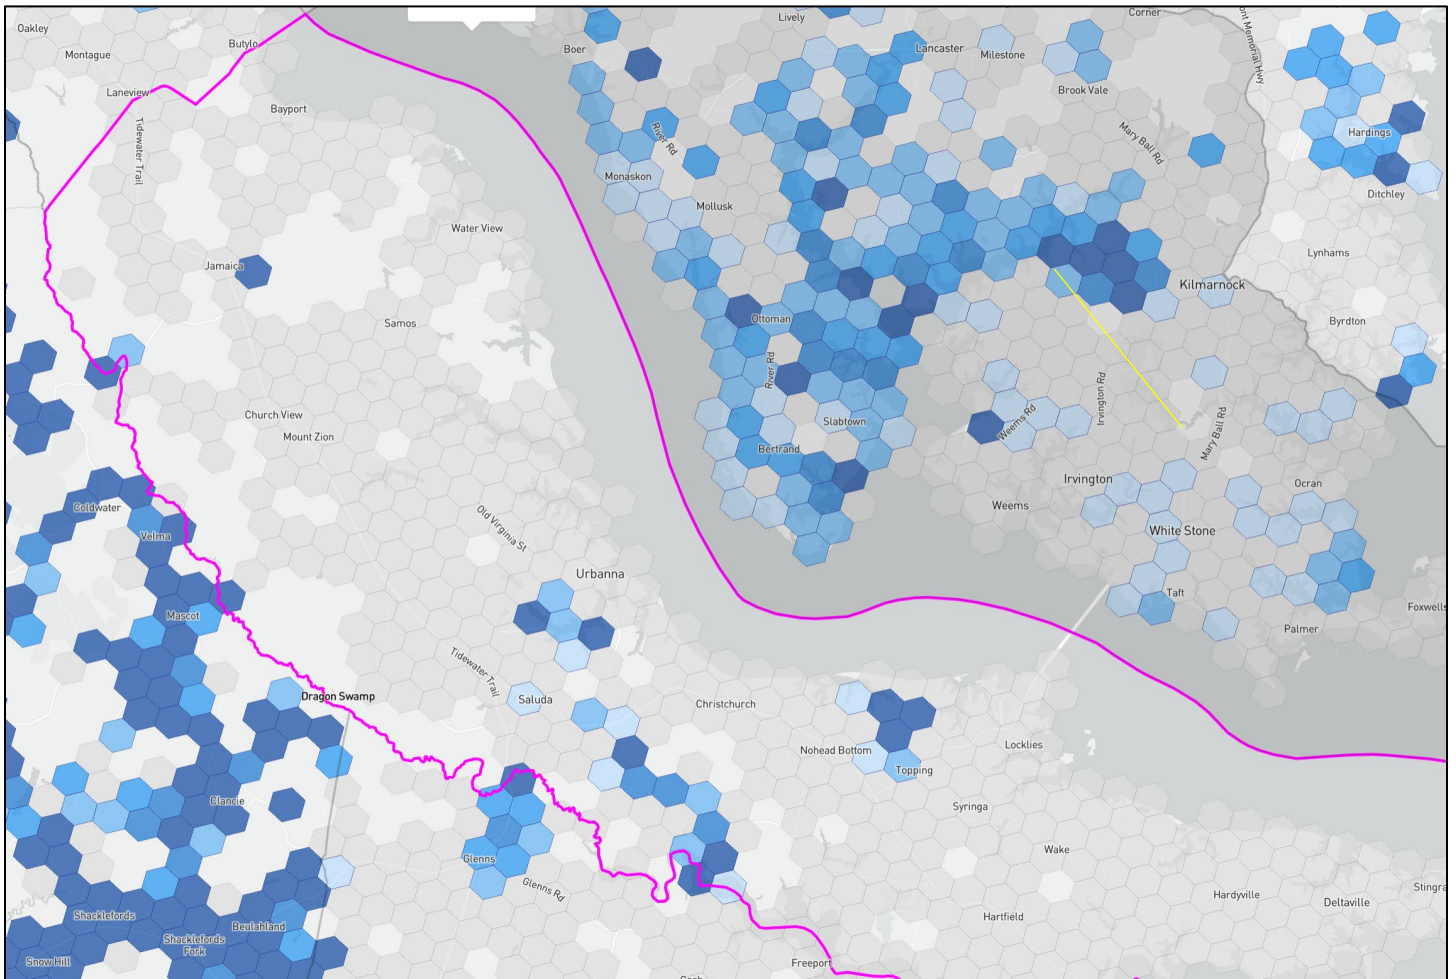 Oakley
Montague
Butylo
Laneview
Tidewater Trail
Bayport
Boer
Lively
Lancaster
Milestone
Corner
Brook Vale
Mary Ball Rd
Memorial Hwy
Hardings
Ditchley
River Rd
Monaskon
Mollusk
Water View
Jamaica
Samos
Lynhams
Kilmarnock
Byrdton
Ottoman
River Rd
Church View
Mount Zion
Slabtown
Bertrand
Weems Rd
Irvington Rd
Mary Ball Rd
Irvington
Ocran
Weems
White Stone
Coldwater
Velma
Old Virginia St
Urbanna
Mascot
Taft
Palmer
Foxwells
Tidewater Trail
Dragon Swamp
Saluda
Christchurch
Nohead Bottom
Topping
Locklies
Clancie
Syringa
Wake
Glenns
Glenns Rd
Hardyville
Deltaville
Stingra
Hartfield
Shacklefords
Beulahland
Shacklefords
Fork
Snow Hill
Freeport